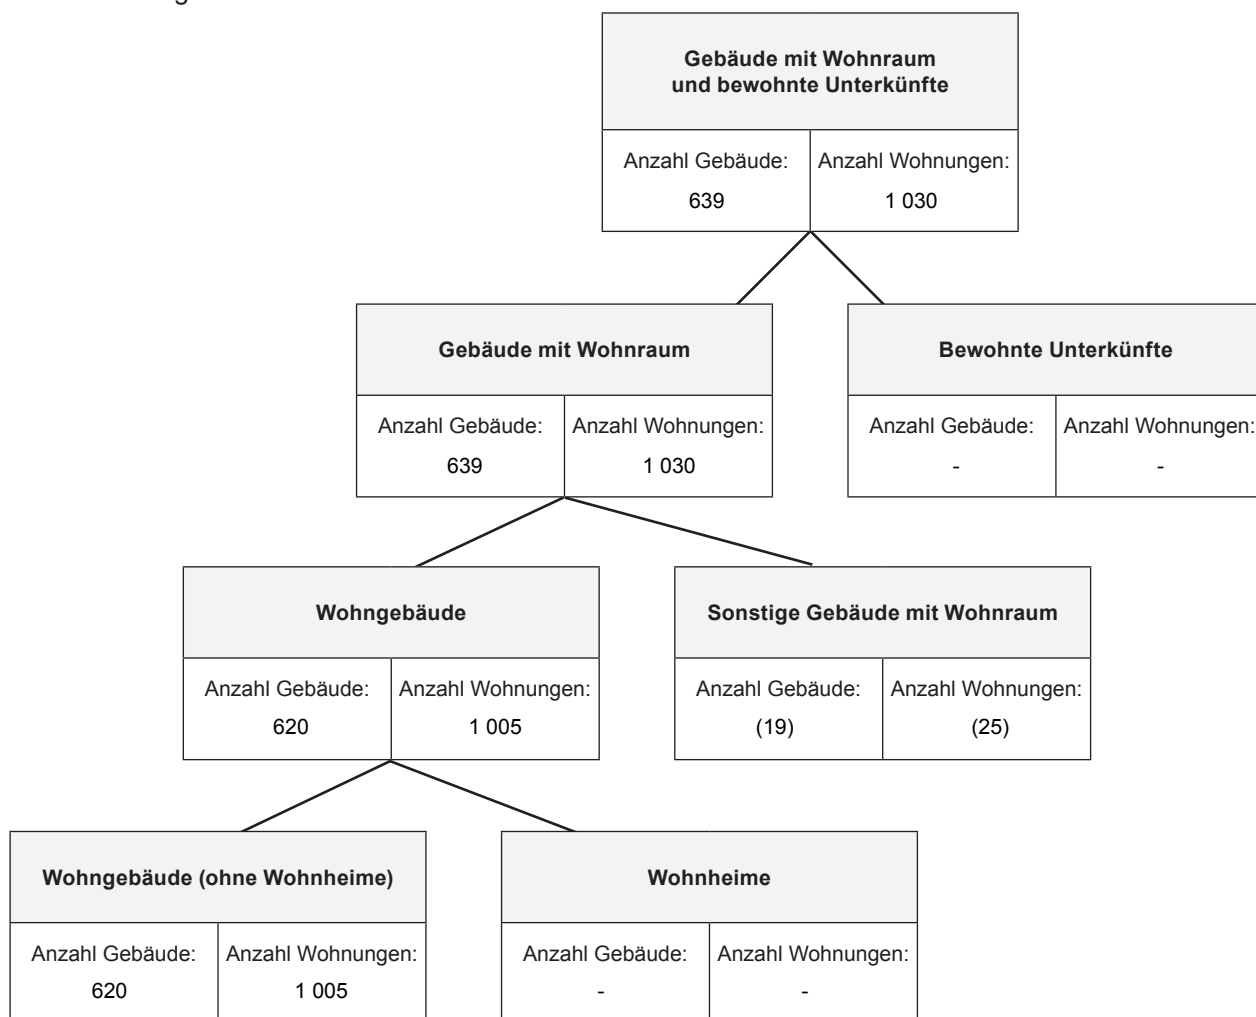 Gebäude mit Wohnraum
und bewohnte Unterkünfte
Anzahl Gebäude: Anzahl Wohnungen:
639 1 030
Gebäude mit Wohnraum
Anzahl Gebäude: Anzahl Wohnungen:
639 1 030
Bewohnte Unterkünfte
Anzahl Gebäude: Anzahl Wohnungen:
- -
Wohngebäude
Anzahl Gebäude: Anzahl Wohnungen:
620 1 005
Sonstige Gebäude mit Wohnraum
Anzahl Gebäude: Anzahl Wohnungen:
(19) (25)
Wohngebäude (ohne Wohnheime)
Anzahl Gebäude: Anzahl Wohnungen:
620 1 005
Wohnheime
Anzahl Gebäude: Anzahl Wohnungen:
- -